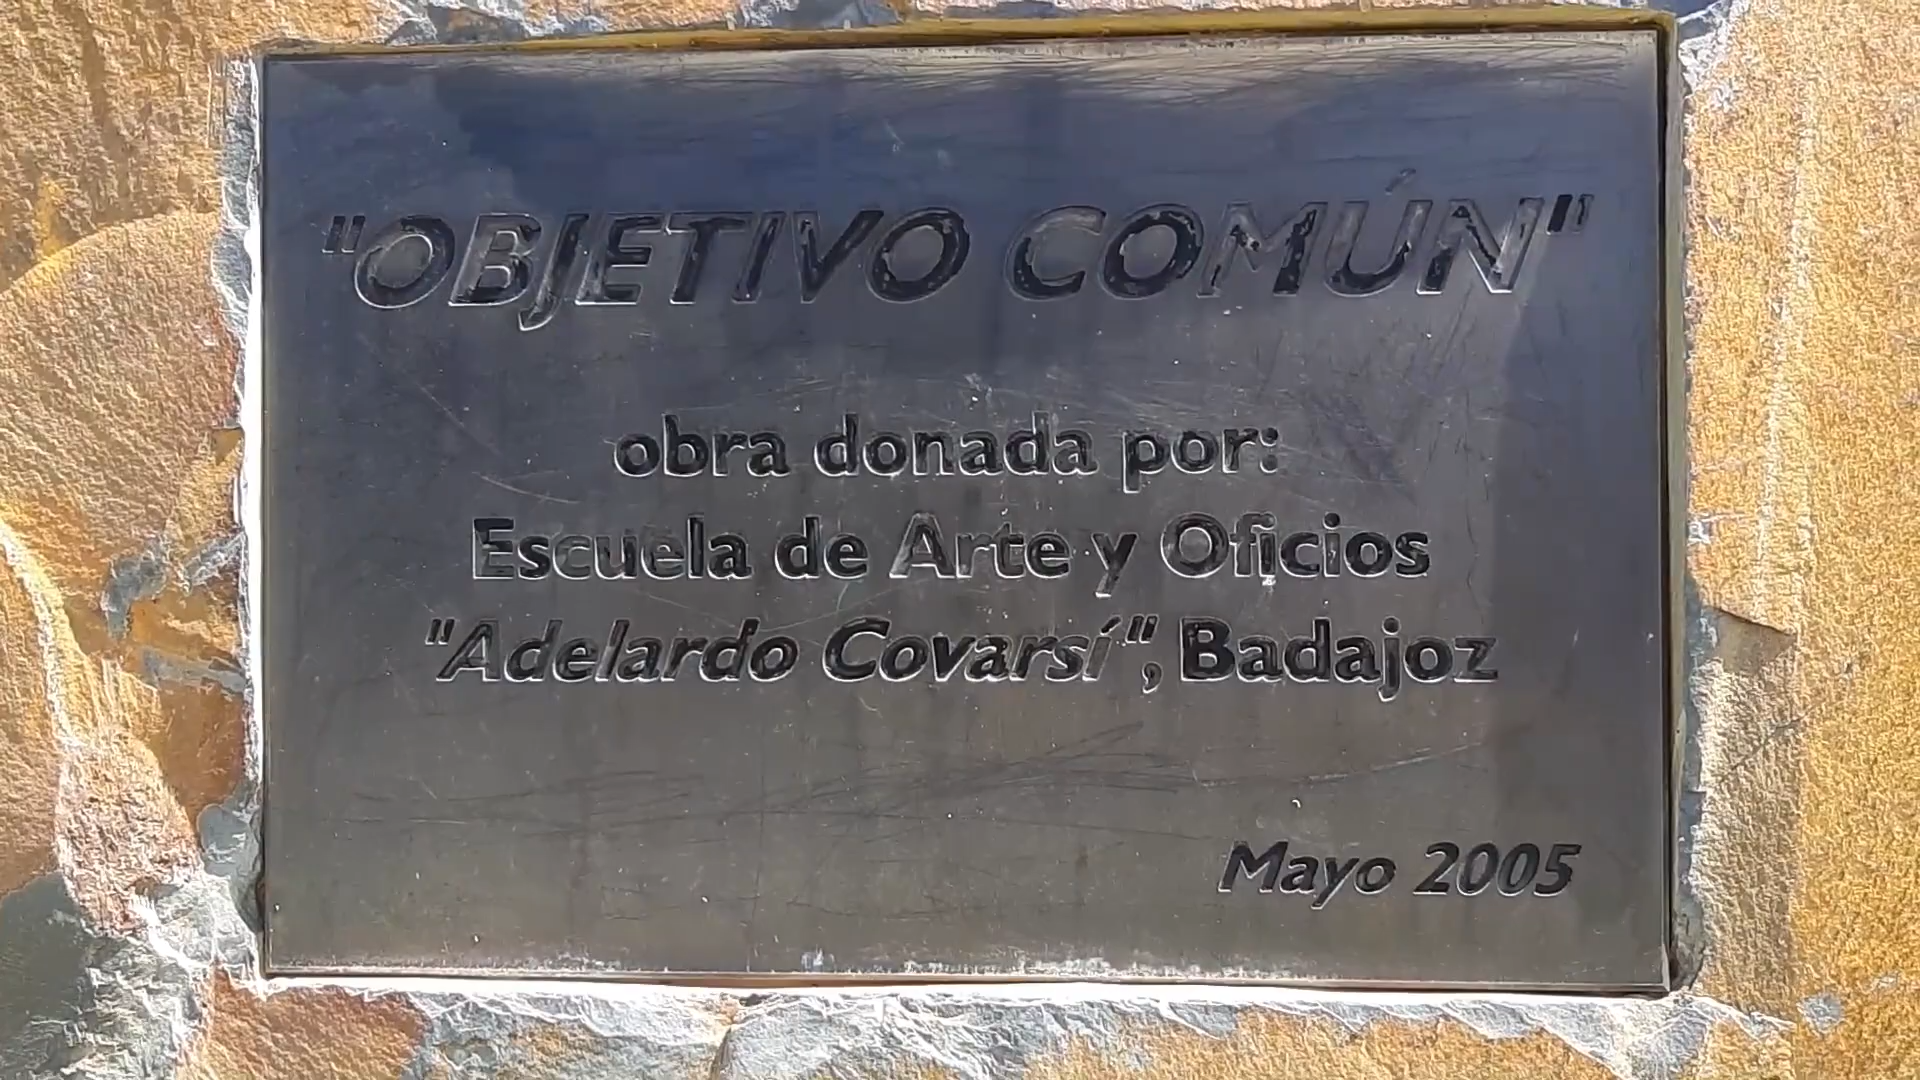 "OBJETIVO COMÚN"
obra donada por:
Escuela de Arte y Oficios
"Adelardo Covarsí", Badajoz
Mayo 2005